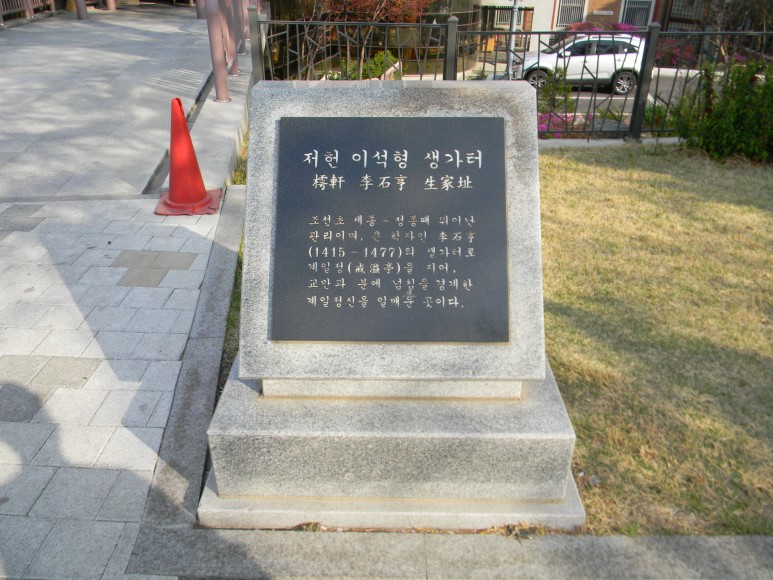 저헌 이석형 생가터
樗軒 李石亨 生家址
조선초 세종~성종때 뛰어난
관리이며, 큰 학자인 李石亨
(1415~1477)의 생가터로
계일정(戒溢亭)을 지어,
교만과 분에 넘침을 경계한
계일정신을 일깨운 곳이다.